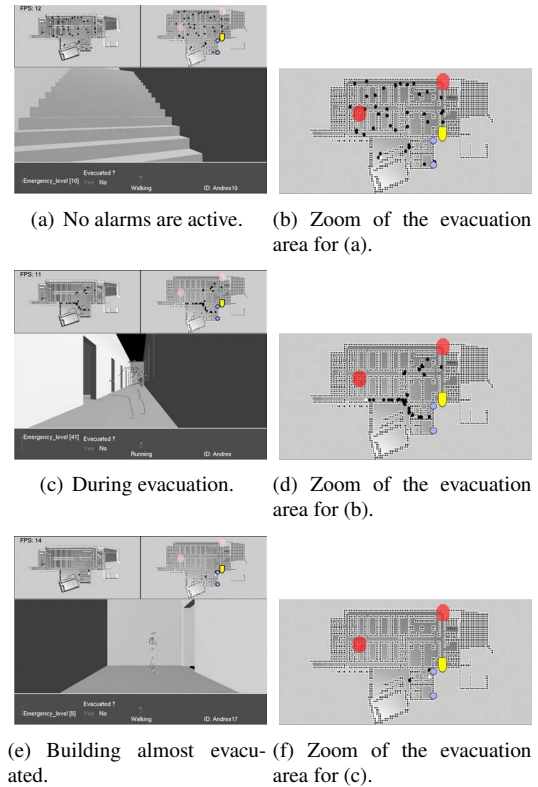 FPS: 12
Evacuated ?
Emergency_level [10] Yes No
Walking ID: Andres10
(a) No alarms are active.
(b) Zoom of the evacuation
area for (a).
FPS: 11
Evacuated ?
Emergency_level [41] Yes No
Running ID: Andres
(c) During evacuation.
(d) Zoom of the evacuation
area for (b).
FPS: 14
Evacuated ?
Emergency_level [5] Yes No
Walking ID: Andres17
(e) Building almost evacu-
ated.
(f) Zoom of the evacuation
area for (c).